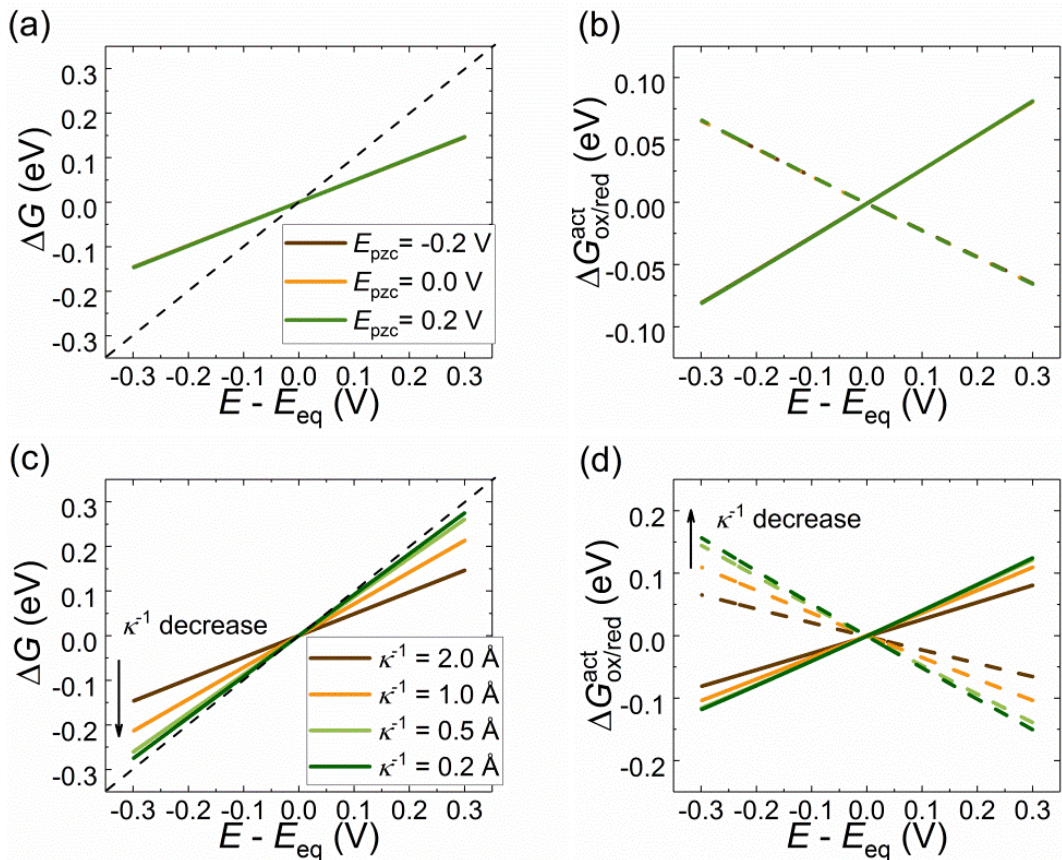 (a)
0.3
0.2
0.1
0.0
-0.1
-0.2
-0.3
ΔG (eV)
E_pzc = -0.2 V
E_pzc = 0.0 V
E_pzc = 0.2 V
-0.3 -0.2 -0.1 0.0 0.1 0.2 0.3
E - E_eq (V)
(b)
0.10
0.05
0.00
-0.05
-0.10
ΔG^act_ox/red (eV)
-0.3 -0.2 -0.1 0.0 0.1 0.2 0.3
E - E_eq (V)
(c)
0.3
0.2
0.1
0.0
-0.1
-0.2
-0.3
ΔG (eV)
κ⁻¹ decrease
κ⁻¹ = 2.0 Å
κ⁻¹ = 1.0 Å
κ⁻¹ = 0.5 Å
κ⁻¹ = 0.2 Å
-0.3 -0.2 -0.1 0.0 0.1 0.2 0.3
E - E_eq (V)
(d)
0.2
0.1
0.0
-0.1
-0.2
ΔG^act_ox/red (eV)
κ⁻¹ decrease
-0.3 -0.2 -0.1 0.0 0.1 0.2 0.3
E - E_eq (V)